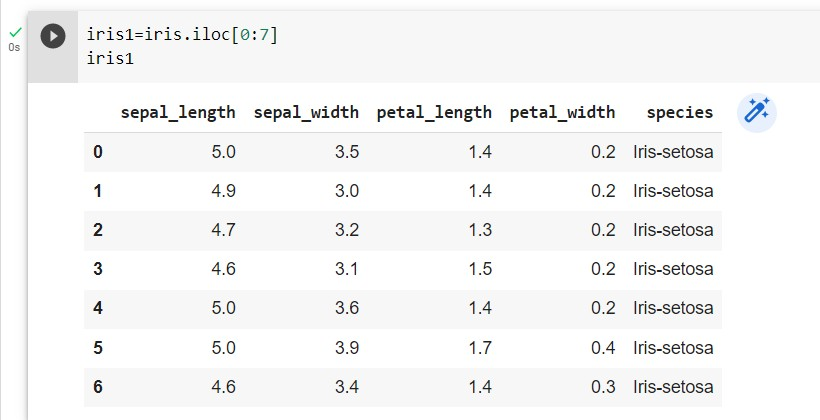 iris1=iris.iloc[0:7]
0s
iris1
sepal_length sepal_width petal_length petal_width species
0 5.0 3.5 1.4 0.2 Iris-setosa
1 4.9 3.0 1.4 0.2 Iris-setosa
2 4.7 3.2 1.3 0.2 Iris-setosa
3 4.6 3.1 1.5 0.2 Iris-setosa
4 5.0 3.6 1.4 0.2 Iris-setosa
5 5.0 3.9 1.7 0.4 Iris-setosa
6 4.6 3.4 1.4 0.3 Iris-setosa